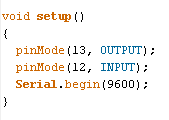 void setup()
{
  pinMode(13, OUTPUT);
  pinMode(12, INPUT);
  Serial.begin(9600);
}